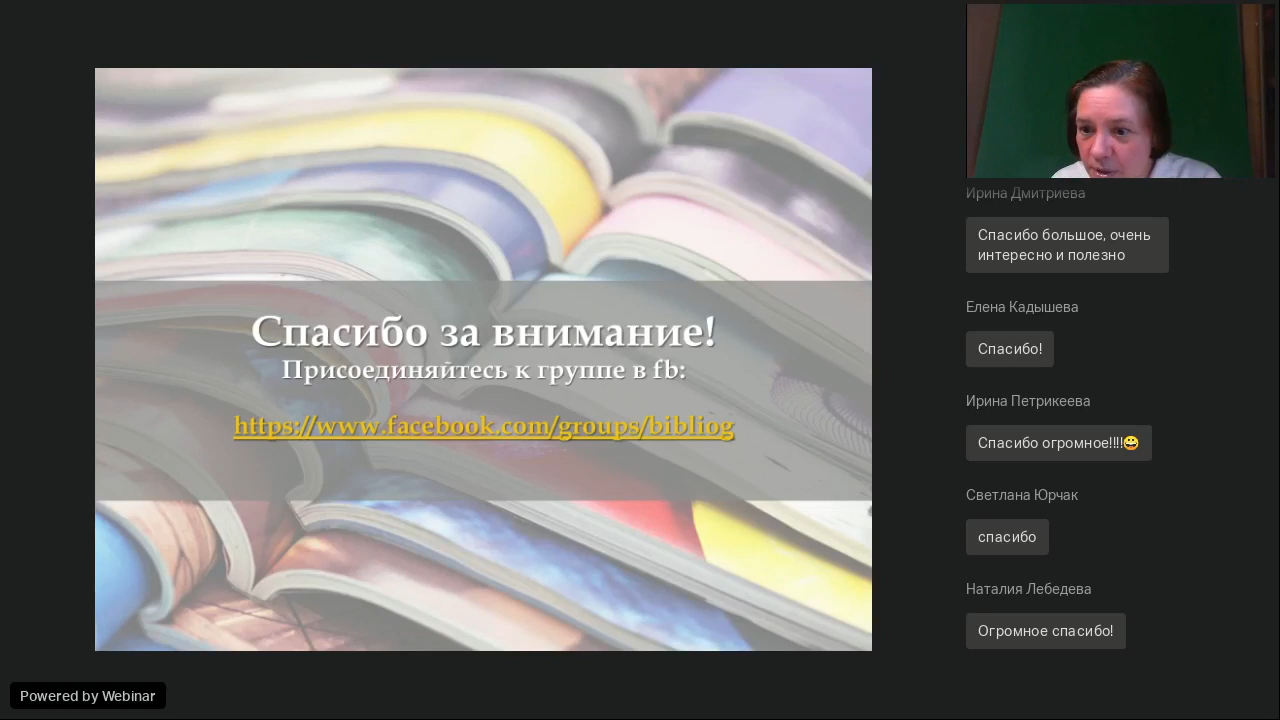 Спасибо за внимание!
Присоединяйтесь к группе в fb:
https://www.facebook.com/groups/bibliog
Ирина Дмитриева
Спасибо большое, очень
интересно и полезно
Елена Кадышева
Спасибо!
Ирина Петрикеева
Спасибо огромное!!!!😀
Светлана Юрчак
спасибо
Наталия Лебедева
Огромное спасибо!
Powered by Webinar